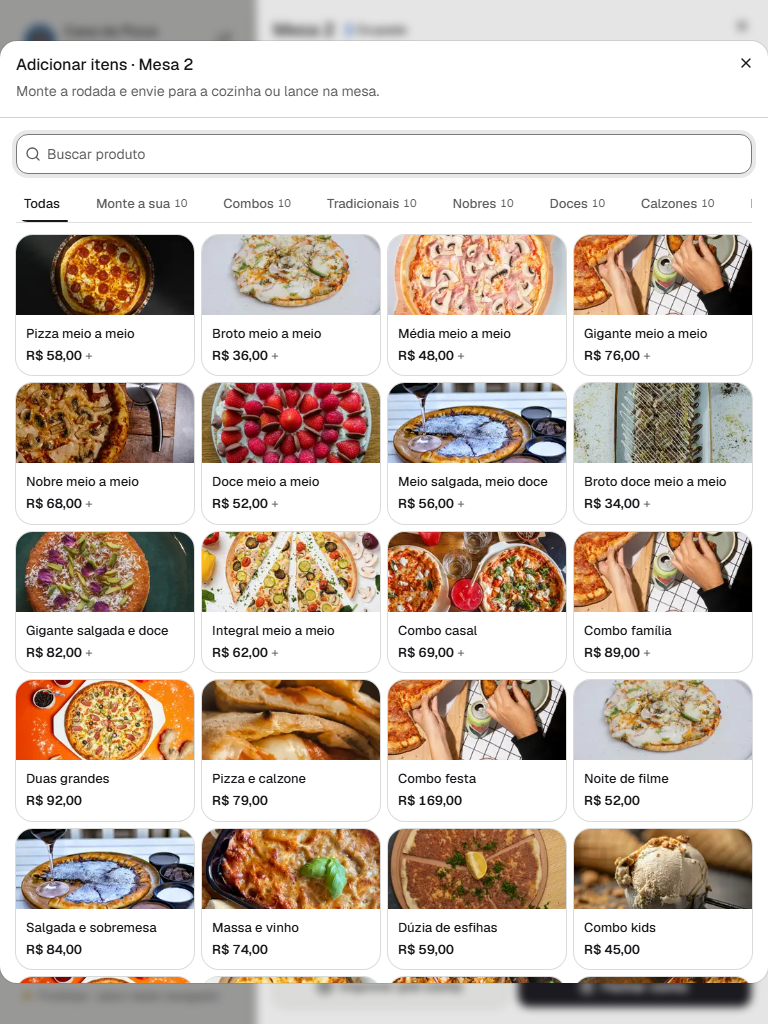 Mesa 2
Adicionar itens · Mesa 2
Monte a rodada e envie para a cozinha ou lance na mesa.
Buscar produto
Todas Monte a sua 10 Combos 10 Tradicionais 10 Nobres 10 Doces 10 Calzones 10
Pizza meio a meio Broto meio a meio Média meio a meio Gigante meio a meio
R$ 58,00 + R$ 36,00 + R$ 48,00 + R$ 76,00 +
Nobre meio a meio Doce meio a meio Meio salgada, meio doce Broto doce meio a meio
R$ 68,00 + R$ 52,00 + R$ 56,00 + R$ 34,00 +
Gigante salgada e doce Integral meio a meio Combo casal Combo família
R$ 82,00 + R$ 62,00 + R$ 69,00 + R$ 89,00 +
Duas grandes Pizza e calzone Combo festa Noite de filme
R$ 92,00 R$ 79,00 R$ 169,00 R$ 52,00
Salgada e sobremesa Massa e vinho Dúzia de esfihas Combo kids
R$ 84,00 R$ 74,00 R$ 59,00 R$ 45,00